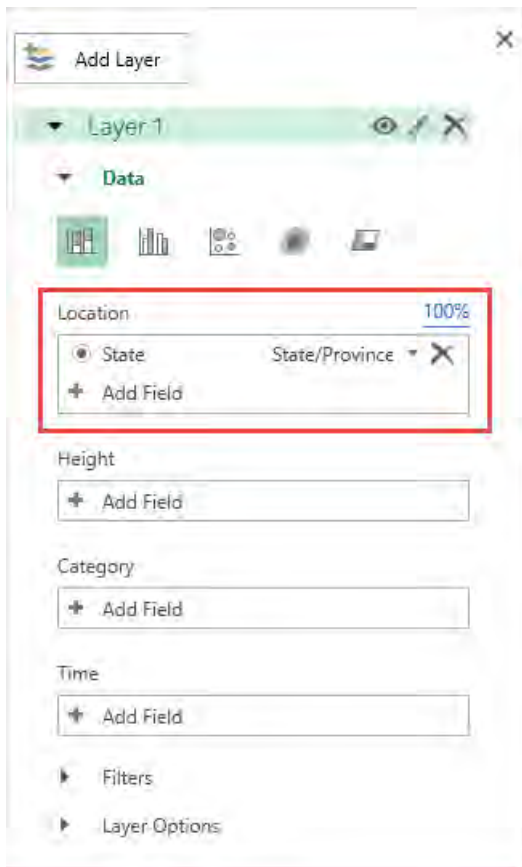 Add Layer
Layer 1
Data
Location 100%
State State/Province
Add Field
Height
Add Field
Category
Add Field
Time
Add Field
Filters
Layer Options